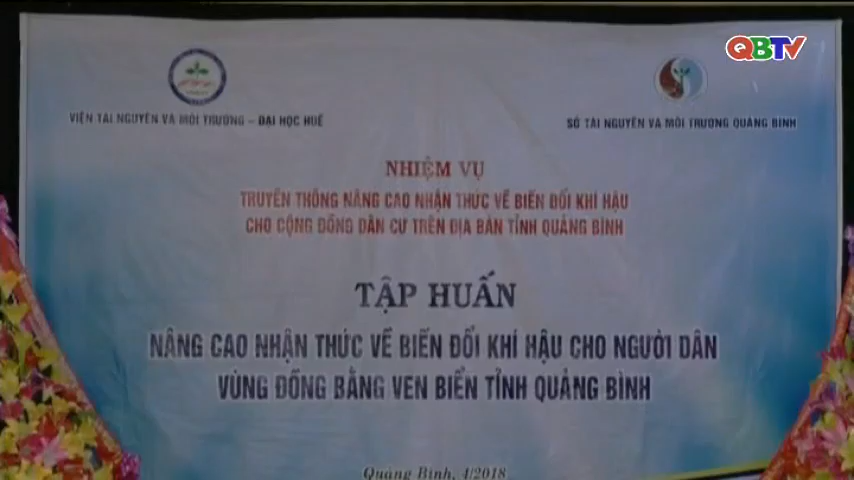 QBTV
VIỆN TÀI NGUYÊN VÀ MÔI TRƯỜNG - ĐẠI HỌC HUẾ
SỞ TÀI NGUYÊN VÀ MÔI TRƯỜNG QUẢNG BÌNH
NHIỆM VỤ
TRUYỀN THÔNG NÂNG CAO NHẬN THỨC VỀ BIẾN ĐỔI KHÍ HẬU
CHO CỘNG ĐỒNG DÂN CƯ TRÊN ĐỊA BÀN TỈNH QUẢNG BÌNH
TẬP HUẤN
NÂNG CAO NHẬN THỨC VỀ BIẾN ĐỔI KHÍ HẬU CHO NGƯỜI DÂN
VÙNG ĐỒNG BẰNG VEN BIỂN TỈNH QUẢNG BÌNH
Quảng Bình, 4/2018